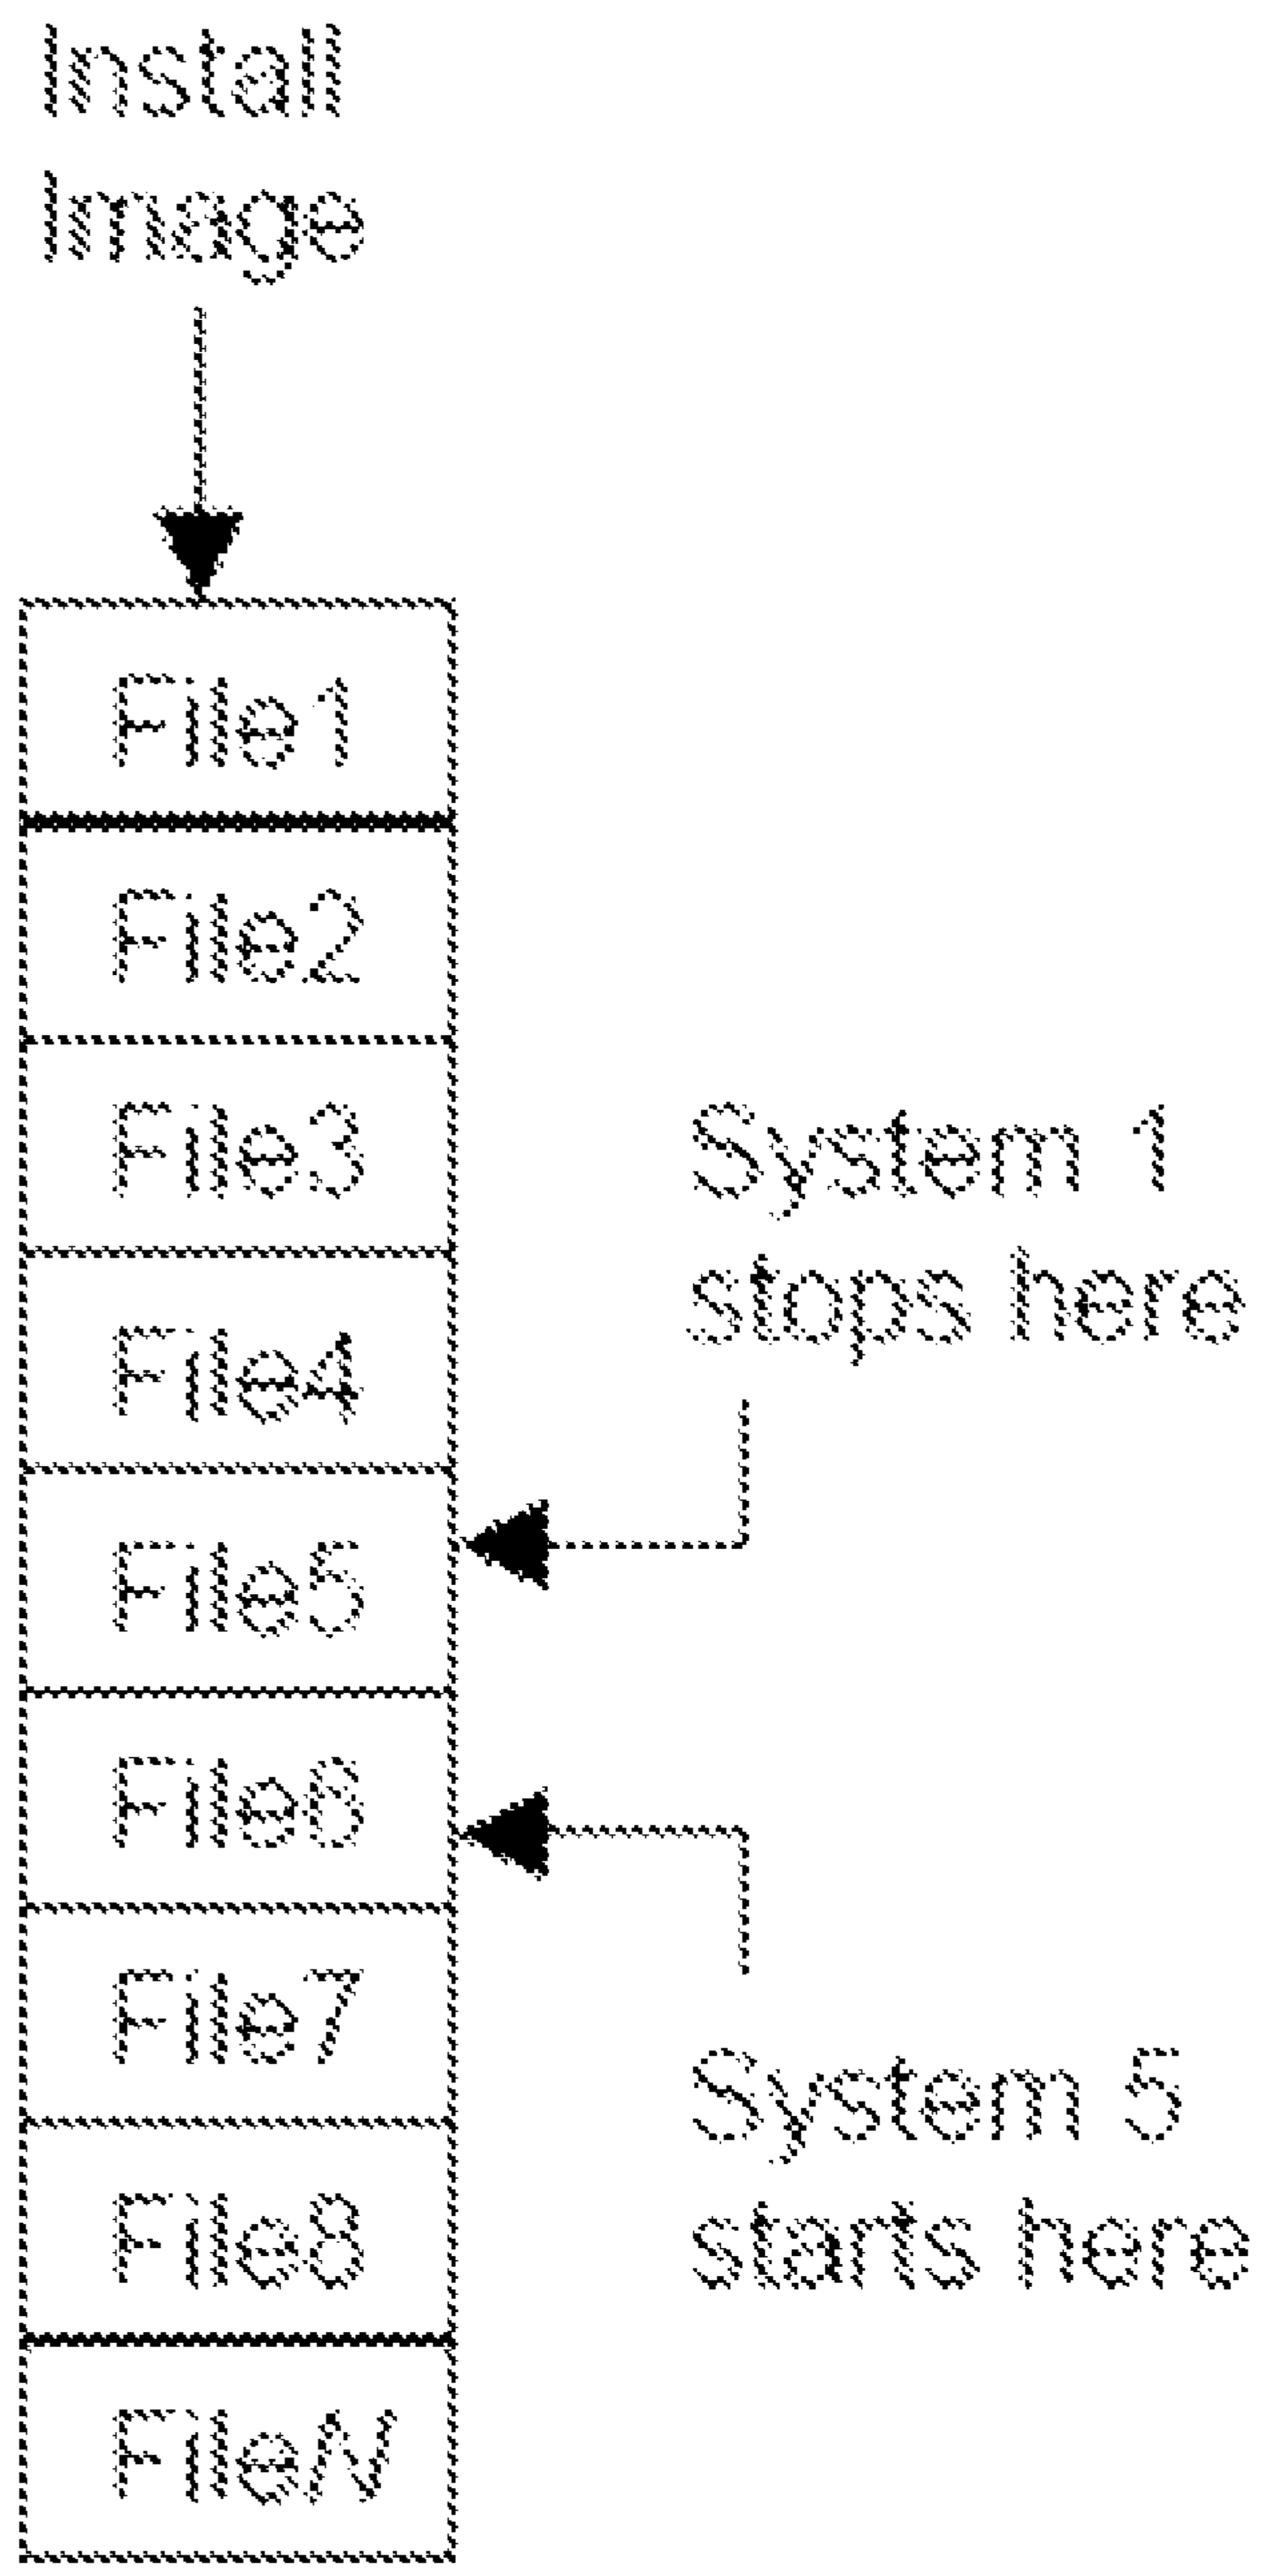 Install
Image
File1
File2
File3
System 1
stops here
File4
File5
File6
File7
System 5
starts here
File8
FileN